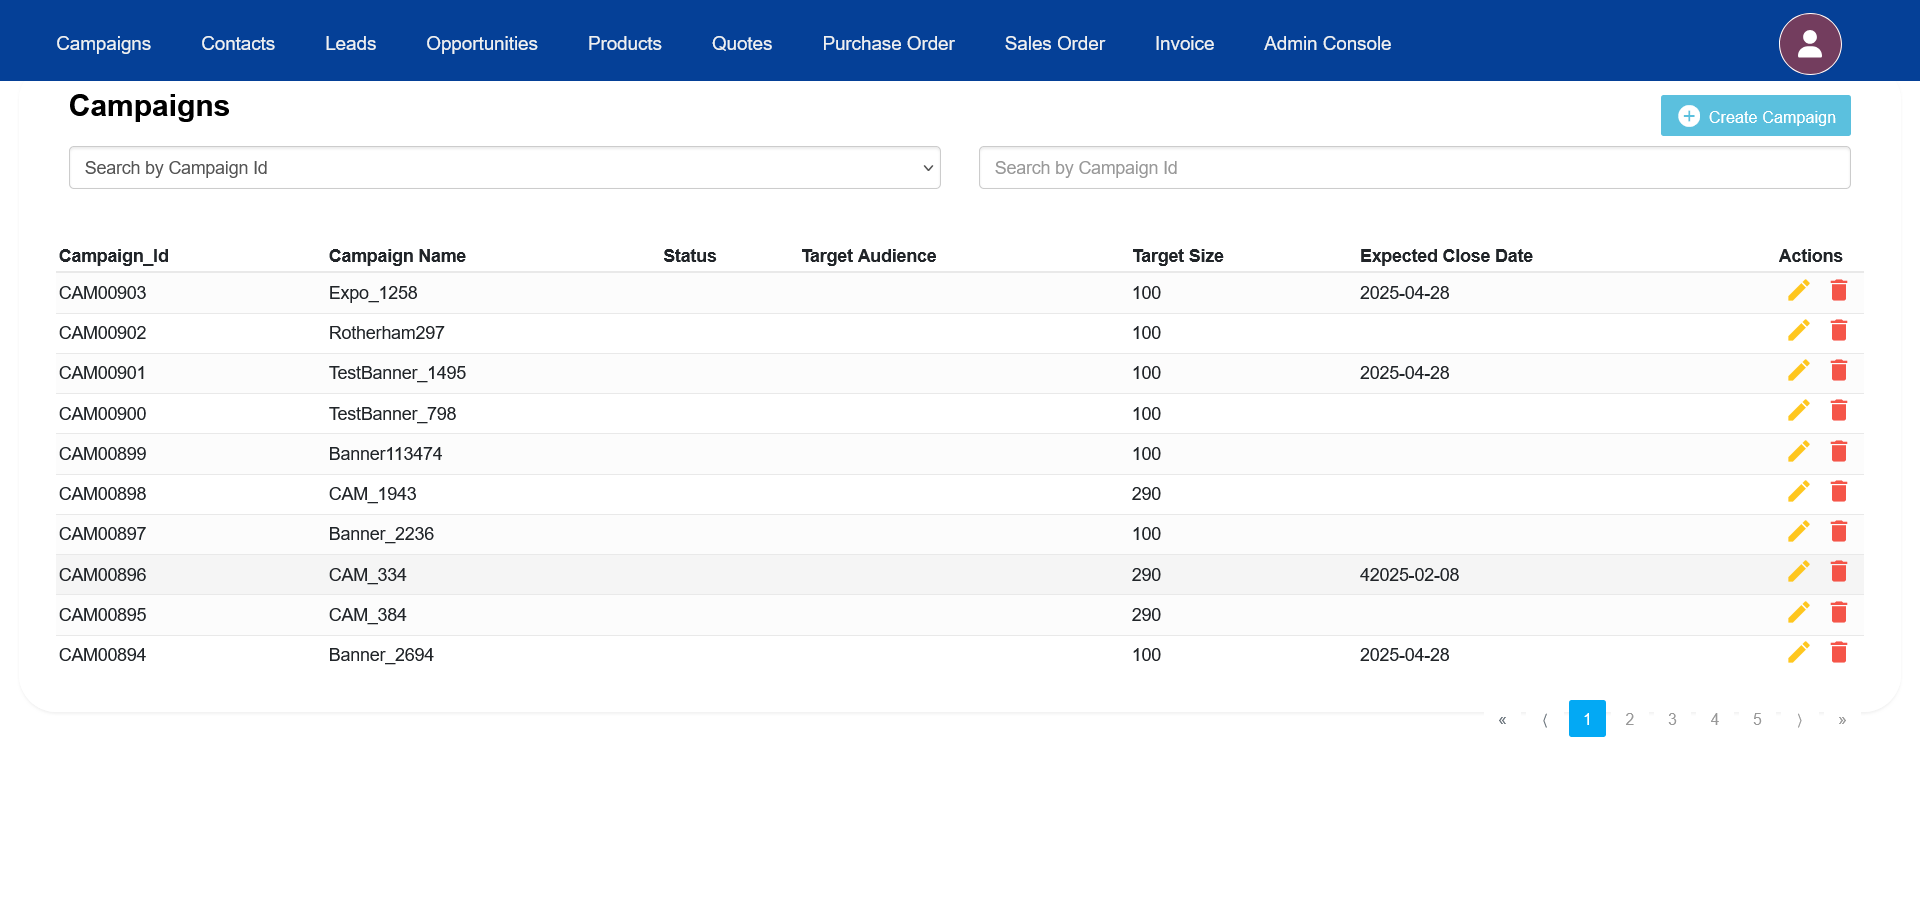 Campaigns Contacts Leads Opportunities Products Quotes Purchase Order Sales Order Invoice Admin Console
Campaigns
Create Campaign
Search by Campaign Id
Search by Campaign Id
Campaign_Id Campaign Name Status Target Audience Target Size Expected Close Date Actions
CAM00903 Expo_1258 100 2025-04-28
CAM00902 Rotherham297 100
CAM00901 TestBanner_1495 100 2025-04-28
CAM00900 TestBanner_798 100
CAM00899 Banner113474 100
CAM00898 CAM_1943 290
CAM00897 Banner_2236 100
CAM00896 CAM_334 290 42025-02-08
CAM00895 CAM_384 290
CAM00894 Banner_2694 100 2025-04-28
« ⟨ 1 2 3 4 5 ⟩ »